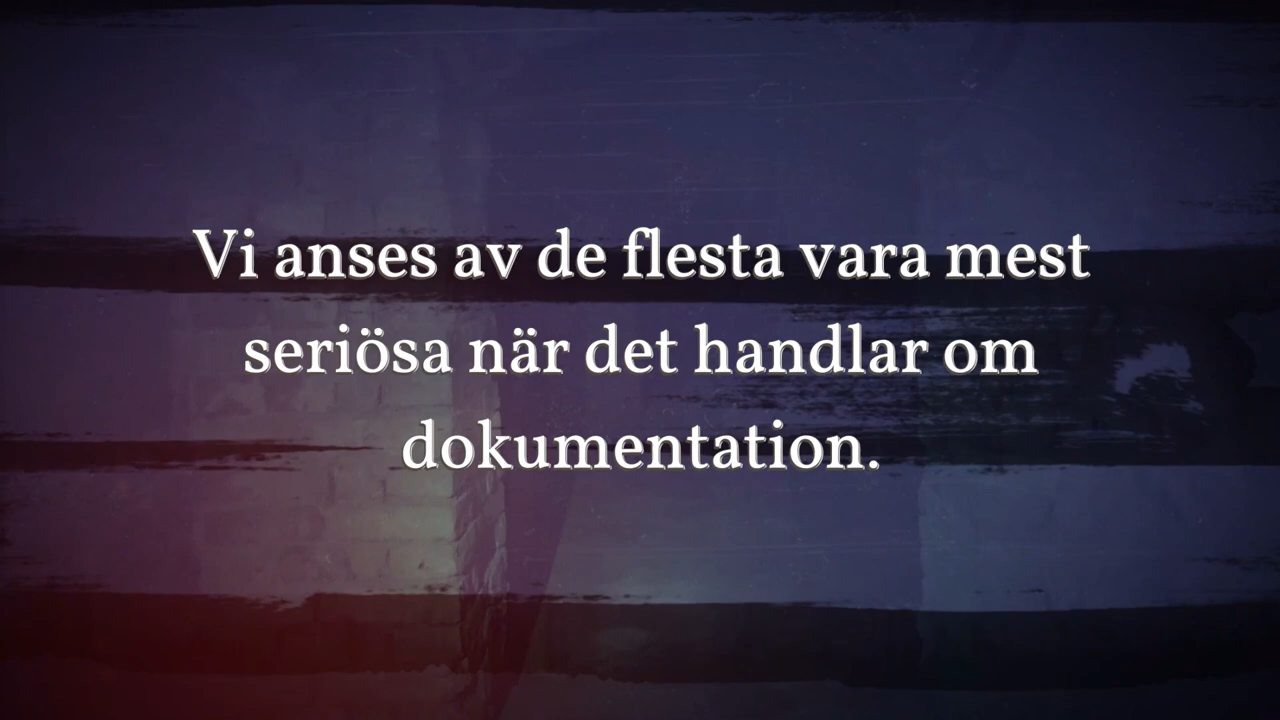 Vi anses av de flesta vara mest
seriösa när det handlar om
dokumentation.